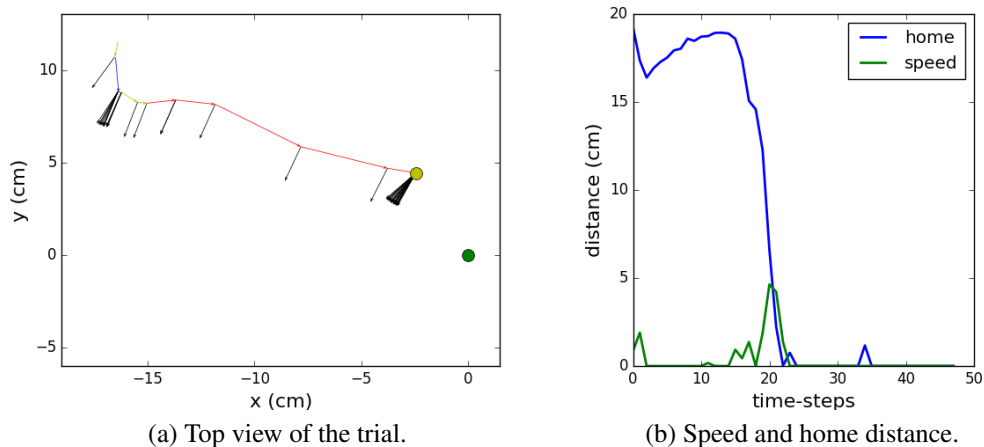 10
5
0
−5
y (cm)
−15
−10
−5
0
x (cm)
(a) Top view of the trial.
20
15
10
5
0
distance (cm)
home
speed
0
10
20
30
40
50
time-steps
(b) Speed and home distance.